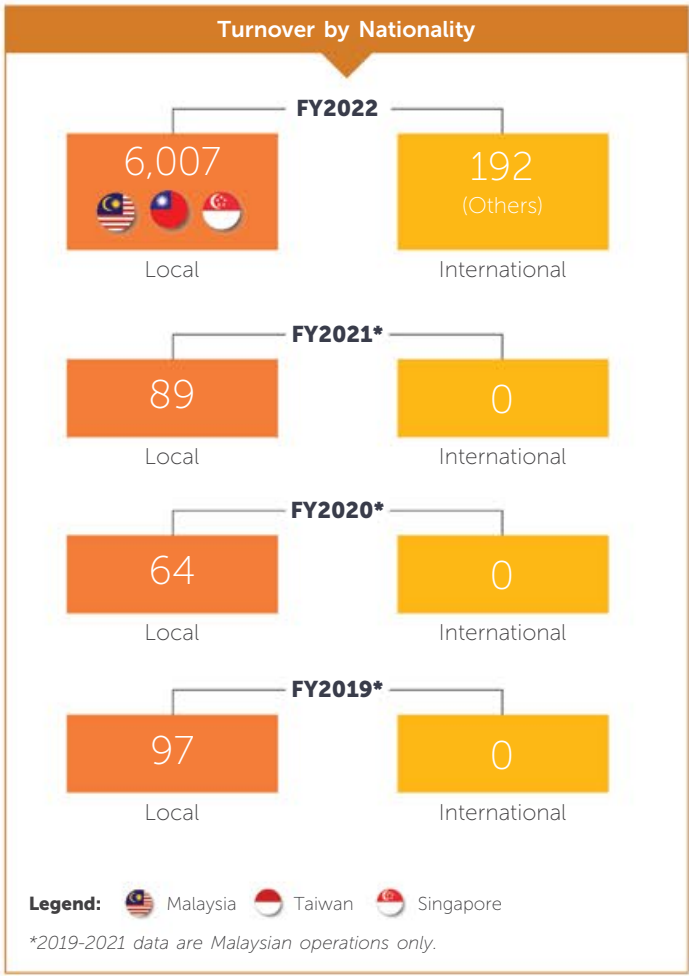 Turnover by Nationality
FY2022
6,007
192
(Others)
Local
International
FY2021*
89
0
Local
International
FY2020*
64
0
Local
International
FY2019*
97
0
Local
International
Legend: Malaysia Taiwan Singapore
*2019-2021 data are Malaysian operations only.